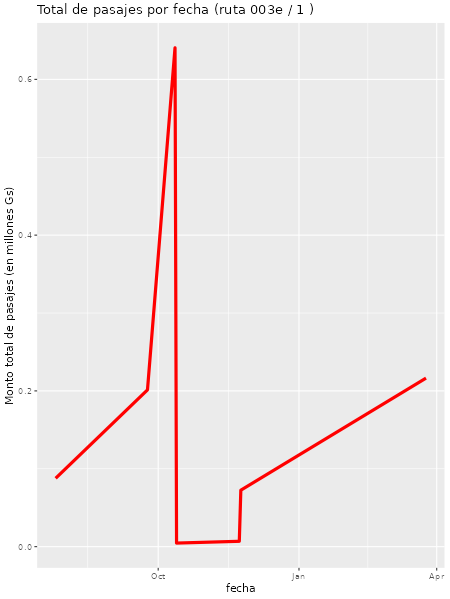 Total de pasajes por fecha (ruta 003e / 1 )
Monto total de pasajes (en millones Gs)
0.6
0.4
0.2
0.0
Oct
Jan
Apr
fecha